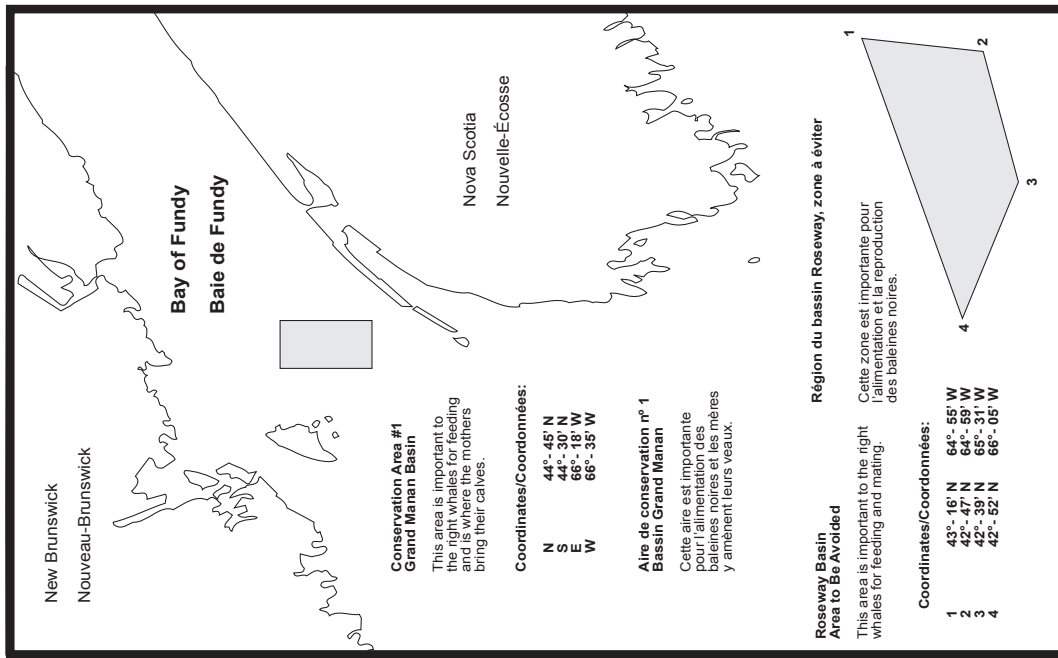 New Brunswick
Nouveau-Brunswick
Bay of Fundy
Baie de Fundy
Nova Scotia
Nouvelle-Écosse
Conservation Area #1
Grand Manan Basin
This area is important to
the right whales for feeding
and is where the mothers
bring their calves.
Coordinates/Coordonnées:
N 44°- 45' N
S 44°- 30' N
E 66°- 18' W
W 66°- 35' W
Aire de conservation nº 1
Bassin Grand Manan
Cette aire est importante
pour l'alimentation des
baleines noires et les mères
y amènent leurs veaux.
Roseway Basin
Area to Be Avoided
This area is important to the right
whales for feeding and mating.
Région du bassin Roseway, zone à éviter
Cette zone est importante pour
l'alimentation et la reproduction
des baleines noires.
Coordinates/Coordonnées:
1 43°- 16' N 64°- 55' W
2 42°- 47' N 64°- 59' W
3 42°- 39' N 65°- 31' W
4 42°- 52' N 66°- 05' W
1
2
3
4